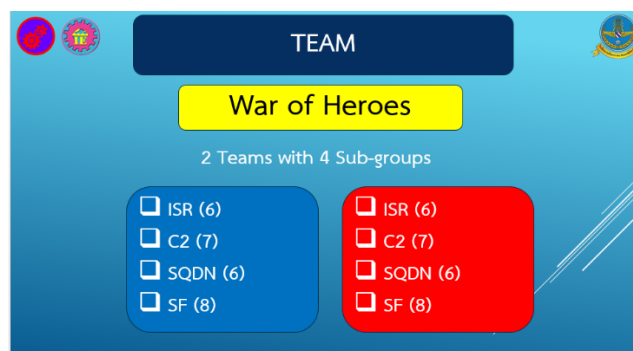 TEAM
War of Heroes
2 Teams with 4 Sub-groups
ISR (6)
C2 (7)
SQDN (6)
SF (8)
ISR (6)
C2 (7)
SQDN (6)
SF (8)